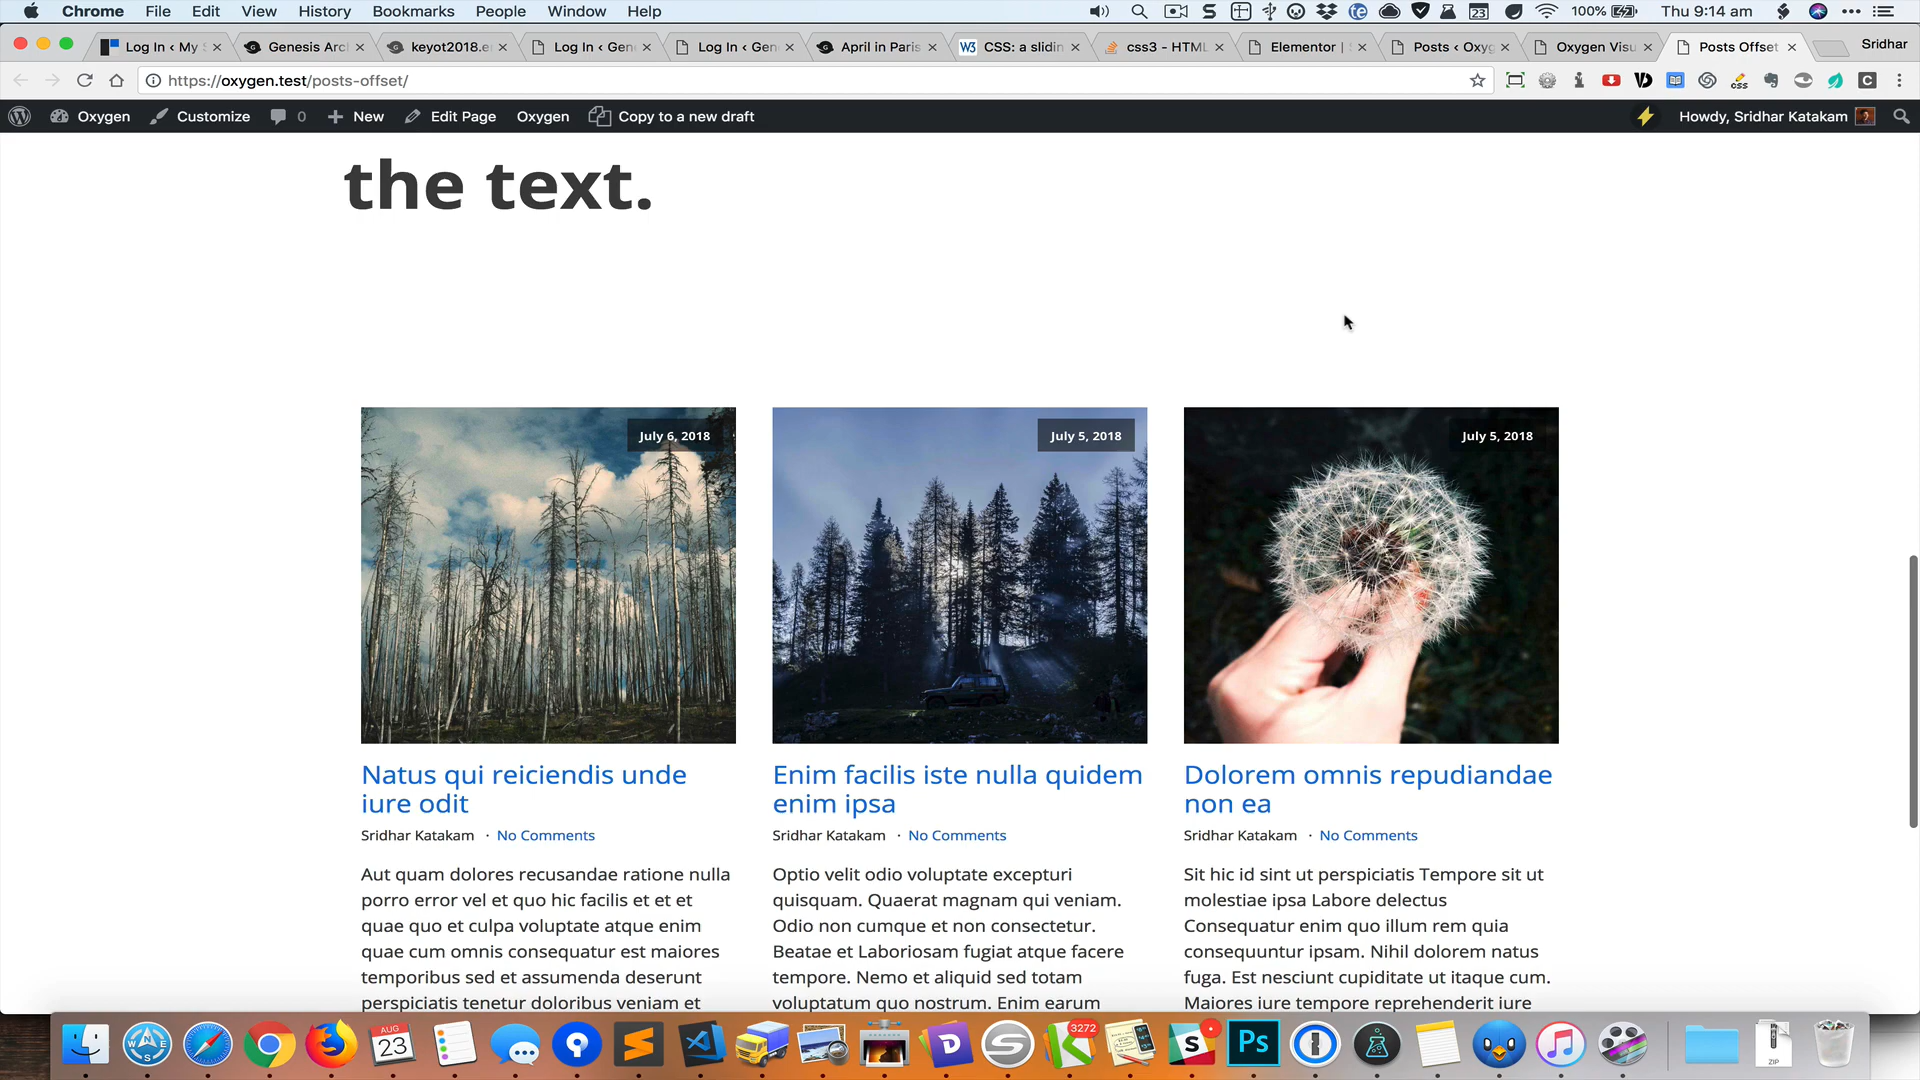 Chrome File Edit View History Bookmarks People Window Help 100% Thu 9:14 am
Log In ‹ My S Genesis Arc keyot2018.e Log In ‹ Gen Log In ‹ Gen April in Paris CSS: a slidin css3 - HTML Elementor | Posts ‹ Oxyg Oxygen Visu Posts Offset Sridhar
https://oxygen.test/posts-offset/
Oxygen Customize 0 New Edit Page Oxygen Copy to a new draft Howdy, Sridhar Katakam
the text.
July 6, 2018
July 5, 2018
July 5, 2018
Natus qui reiciendis unde
iure odit
Sridhar Katakam · No Comments
Aut quam dolores recusandae ratione nulla
porro error vel et quo hic facilis et et et
quae quo et culpa voluptate atque enim
quae cum omnis consequatur est maiores
temporibus sed et assumenda deserunt
perspiciatis tenetur doloribus veniam et
Enim facilis iste nulla quidem
enim ipsa
Sridhar Katakam · No Comments
Optio velit odio voluptate excepturi
quisquam. Quaerat magnam qui veniam.
Odio non cumque et non consectetur.
Beatae et Laboriosam fugiat atque facere
tempore. Nemo et aliquid sed totam
voluptatum quo nostrum. Enim earum
Dolorem omnis repudiandae
non ea
Sridhar Katakam · No Comments
Sit hic id sint ut perspiciatis Tempore sit ut
molestiae ipsa Labore delectus
Consequatur enim quo illum rem quia
consequuntur ipsam. Nihil dolorem natus
fuga. Est nesciunt cupiditate ut itaque cum.
Maiores iure tempore reprehenderit iure
AUG
23
3272
Ps
ZIP